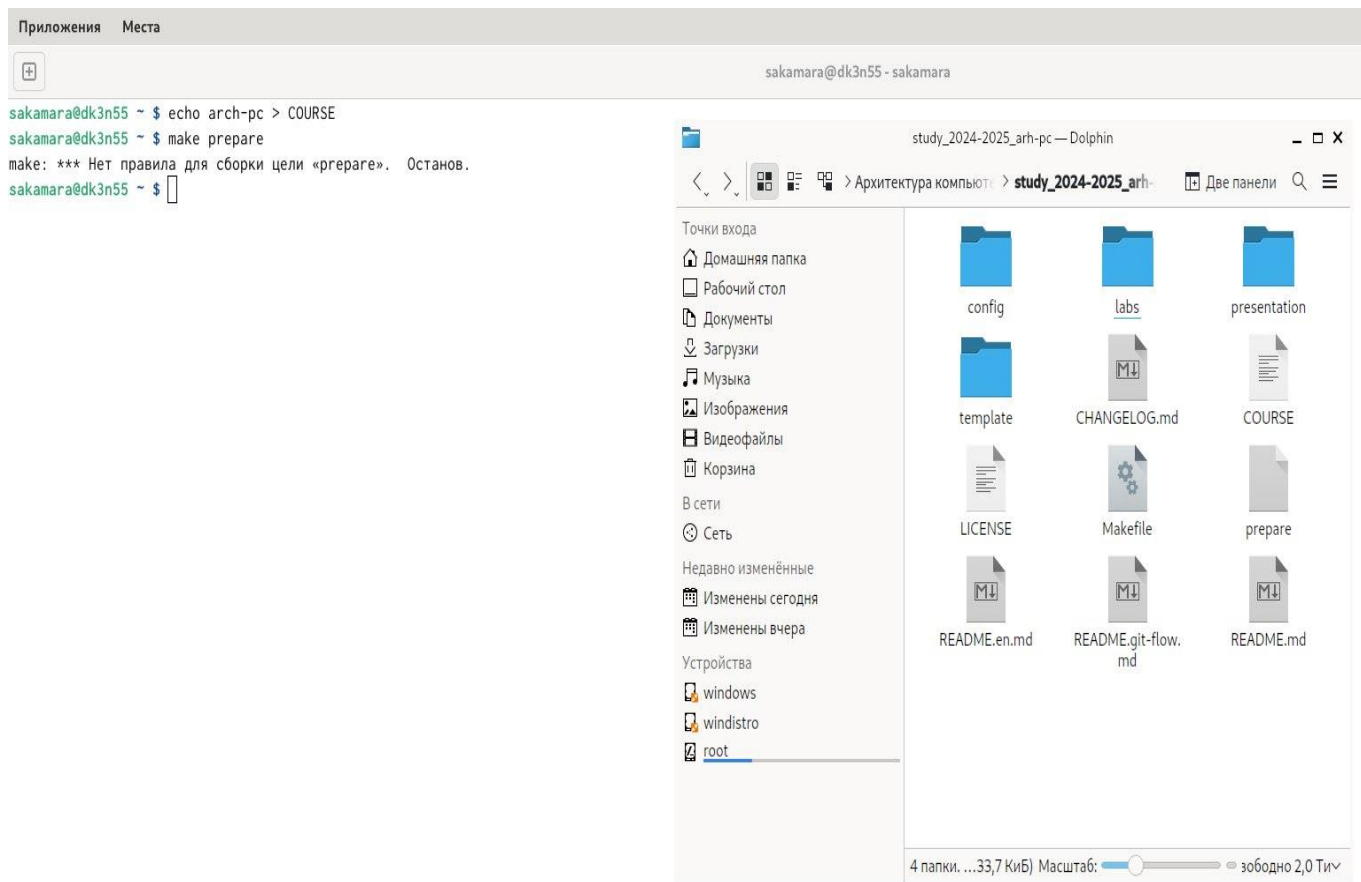 Приложения Места
sakamara@dk3n55 - sakamara
sakamara@dk3n55 ~ $ echo arch-pc > COURSE
sakamara@dk3n55 ~ $ make prepare
make: *** Нет правила для сборки цели «prepare». Останов.
sakamara@dk3n55 ~ $
study_2024-2025_arh-pc — Dolphin
Архитектура компьют > study_2024-2025_arh- Две панели
Точки входа
Домашняя папка
Рабочий стол
Документы
Загрузки
Музыка
Изображения
Видеофайлы
Корзина
В сети
Сеть
Недавно изменённые
Изменены сегодня
Изменены вчера
Устройства
windows
windistro
root
config labs presentation
template CHANGELOG.md COURSE
LICENSE Makefile prepare
README.en.md README.git-flow. README.md
md
4 папки. ...33,7 КиБ) Масштаб: зободно 2,0 Ти